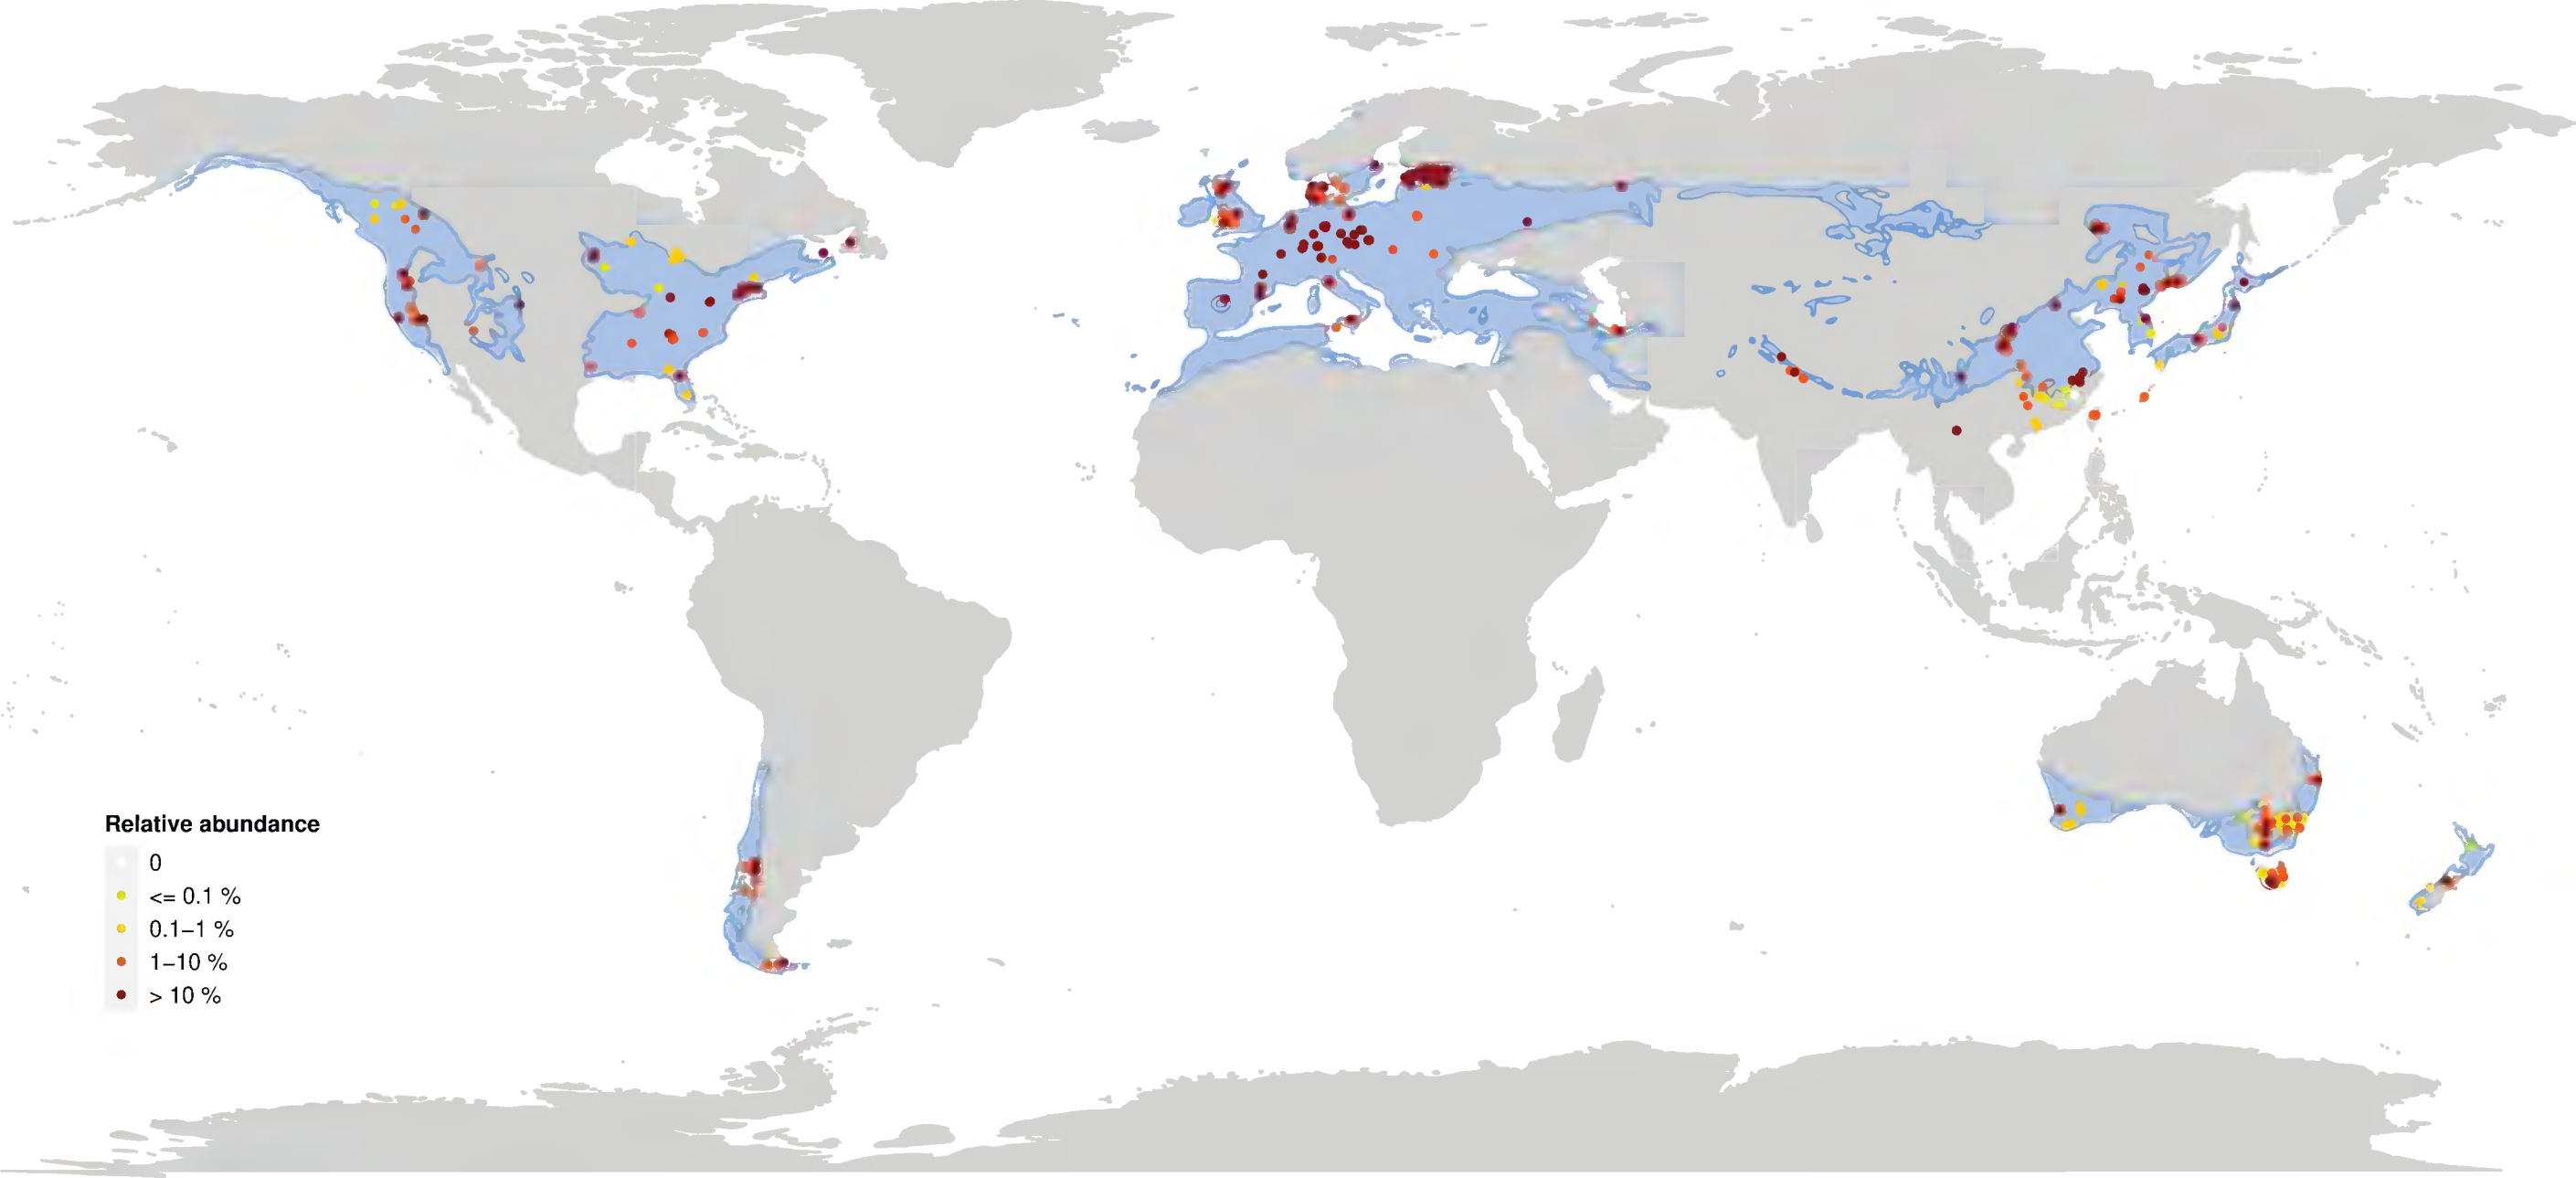 Relative abundance
0
<= 0.1 %
0.1–1 %
1–10 %
> 10 %